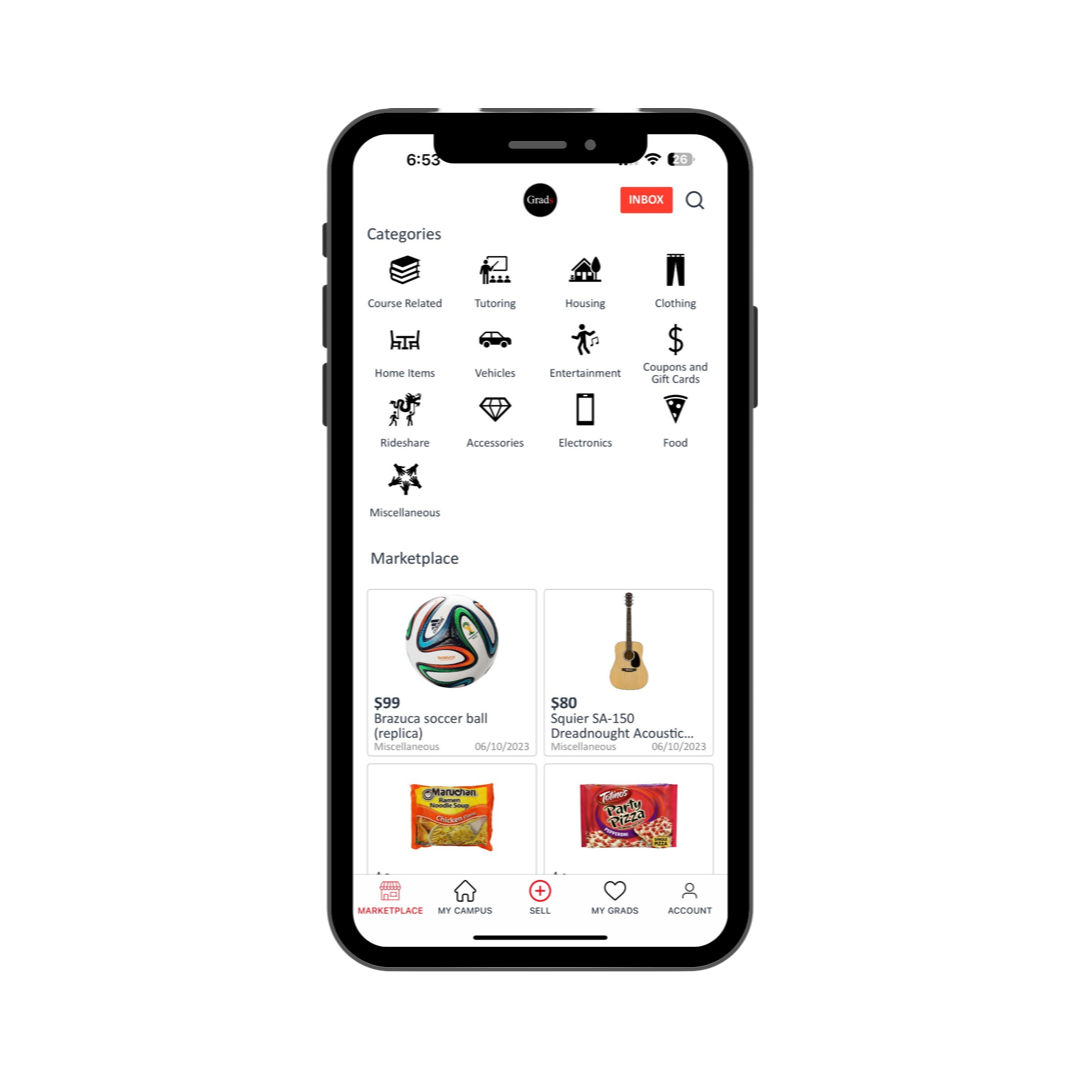 6:53
26
Grads
INBOX
Categories
Course Related
Tutoring
Housing
Clothing
Home Items
Vehicles
Entertainment
Coupons and
Gift Cards
Rideshare
Accessories
Electronics
Food
Miscellaneous
Marketplace
$99
Brazuca soccer ball
(replica)
Miscellaneous
06/10/2023
$80
Squier SA-150
Dreadnought Acoustic...
Miscellaneous
06/10/2023
Maruchan
Ramen
Noodle Soup
Chicken
Totino's
Party
Pizza
PEPPERONI
PIZZA
MARKETPLACE
MY CAMPUS
SELL
MY GRADS
ACCOUNT